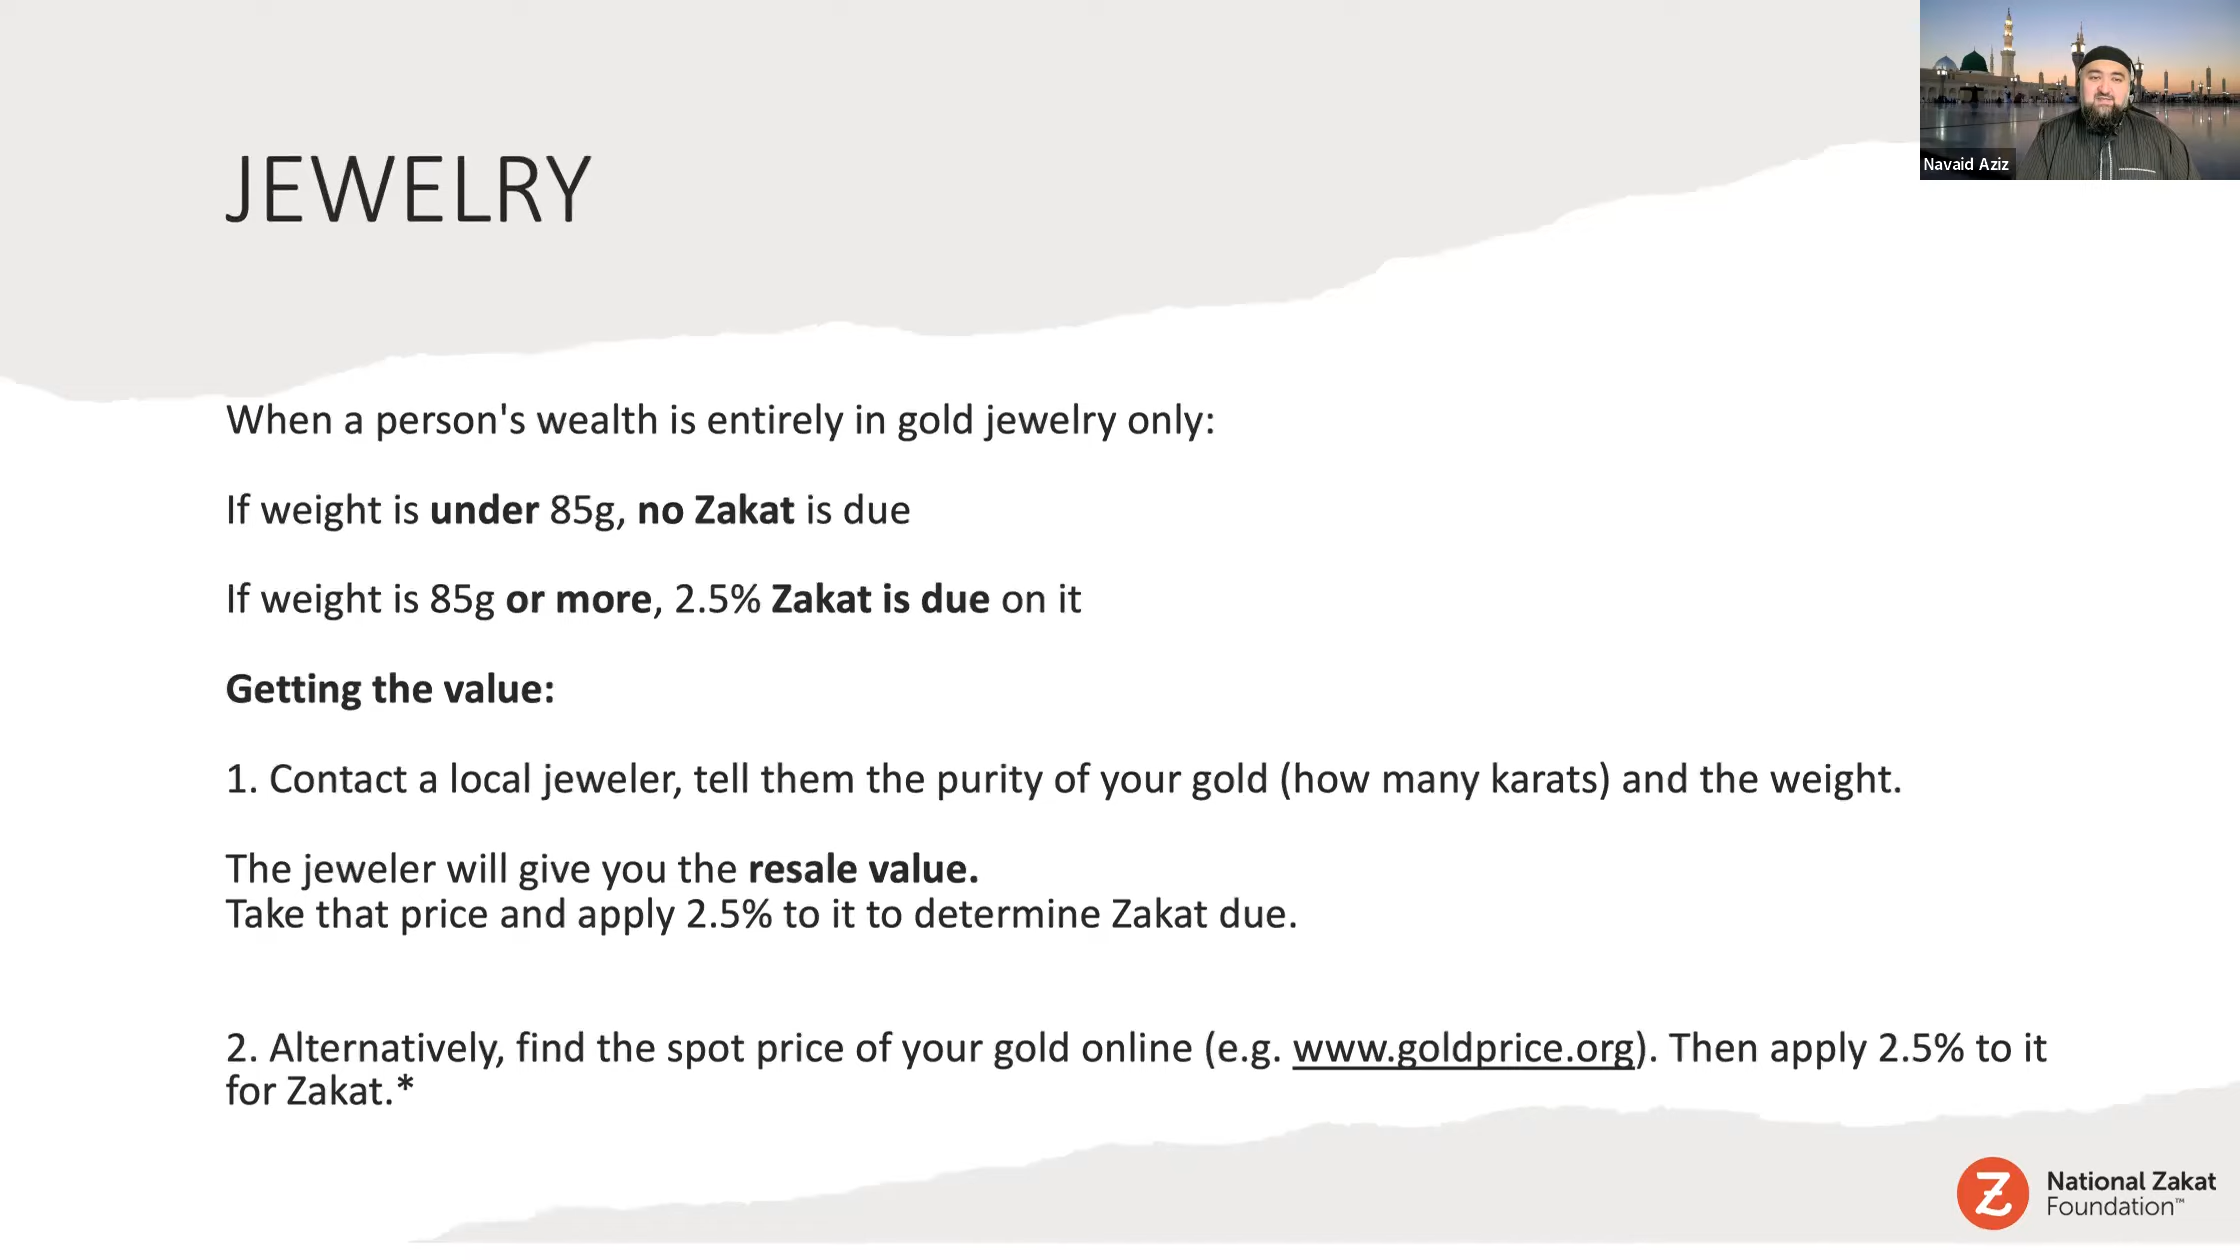 Navaid Aziz
JEWELRY
When a person's wealth is entirely in gold jewelry only:
If weight is under 85g, no Zakat is due
If weight is 85g or more, 2.5% Zakat is due on it
Getting the value:
1. Contact a local jeweler, tell them the purity of your gold (how many karats) and the weight.
The jeweler will give you the resale value.
Take that price and apply 2.5% to it to determine Zakat due.
2. Alternatively, find the spot price of your gold online (e.g. www.goldprice.org). Then apply 2.5% to it
for Zakat.*
National Zakat
Foundation™